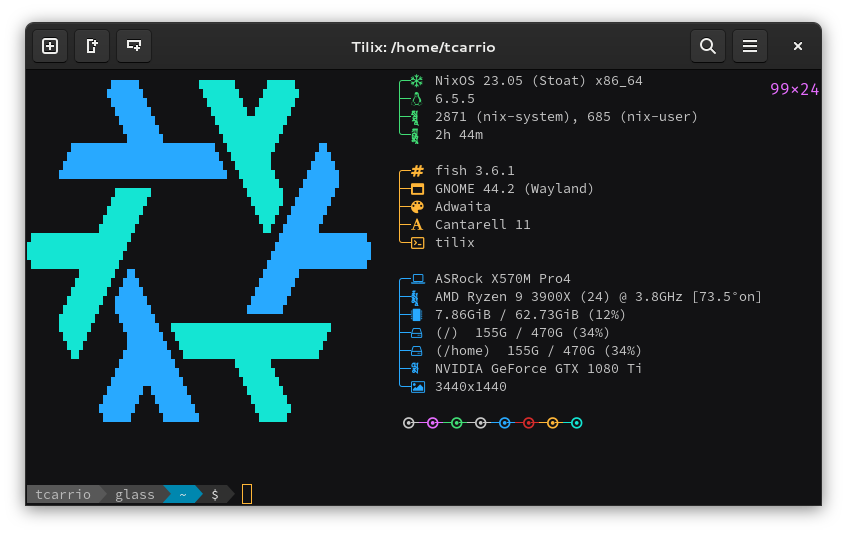 Tilix: /home/tcarrio
NixOS 23.05 (Stoat) x86_64
99×24
6.5.5
2871 (nix-system), 685 (nix-user)
2h 44m
fish 3.6.1
GNOME 44.2 (Wayland)
Adwaita
Cantarell 11
tilix
ASRock X570M Pro4
AMD Ryzen 9 3900X (24) @ 3.8GHz [73.5°on]
7.86GiB / 62.73GiB (12%)
(/)  155G / 470G (34%)
(/home)  155G / 470G (34%)
NVIDIA GeForce GTX 1080 Ti
3440x1440
tcarrio glass ~ $